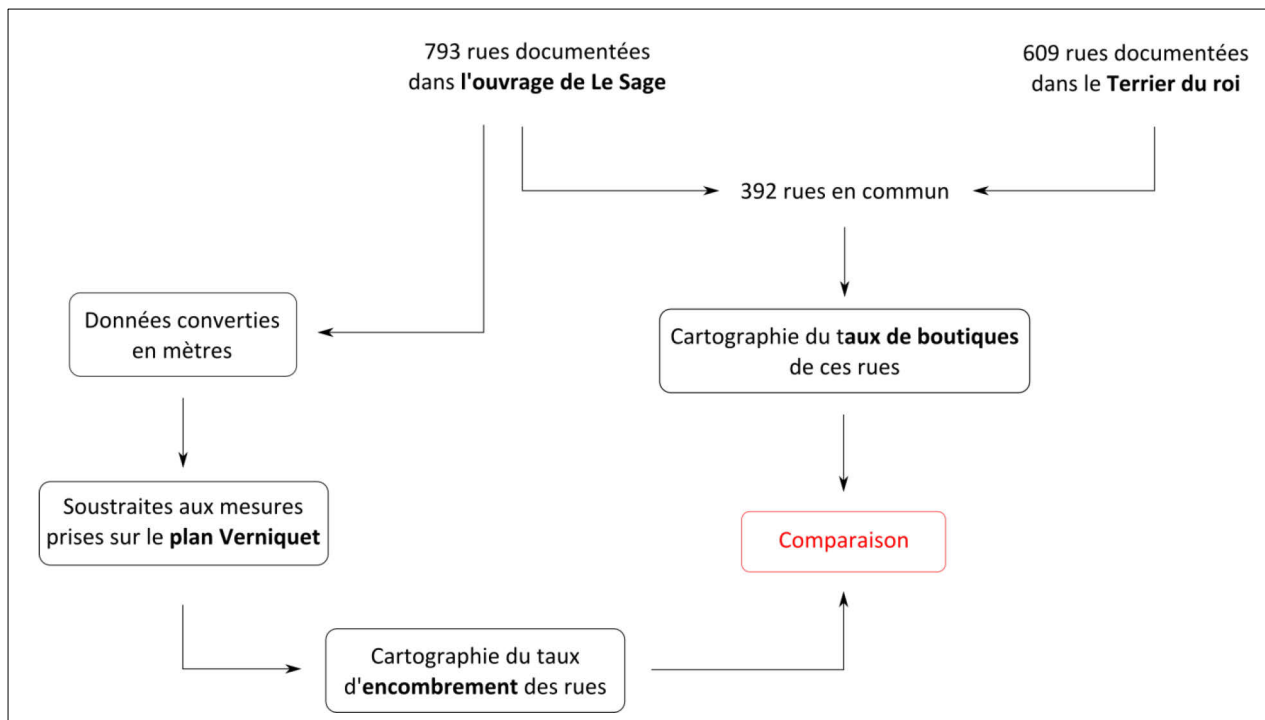 793 rues documentées
dans l'ouvrage de Le Sage
609 rues documentées
dans le Terrier du roi
392 rues en commun
Données converties
en mètres
Cartographie du taux de boutiques
de ces rues
Soustraites aux mesures
prises sur le plan Verniquet
Comparaison
Cartographie du taux
d'encombrement des rues